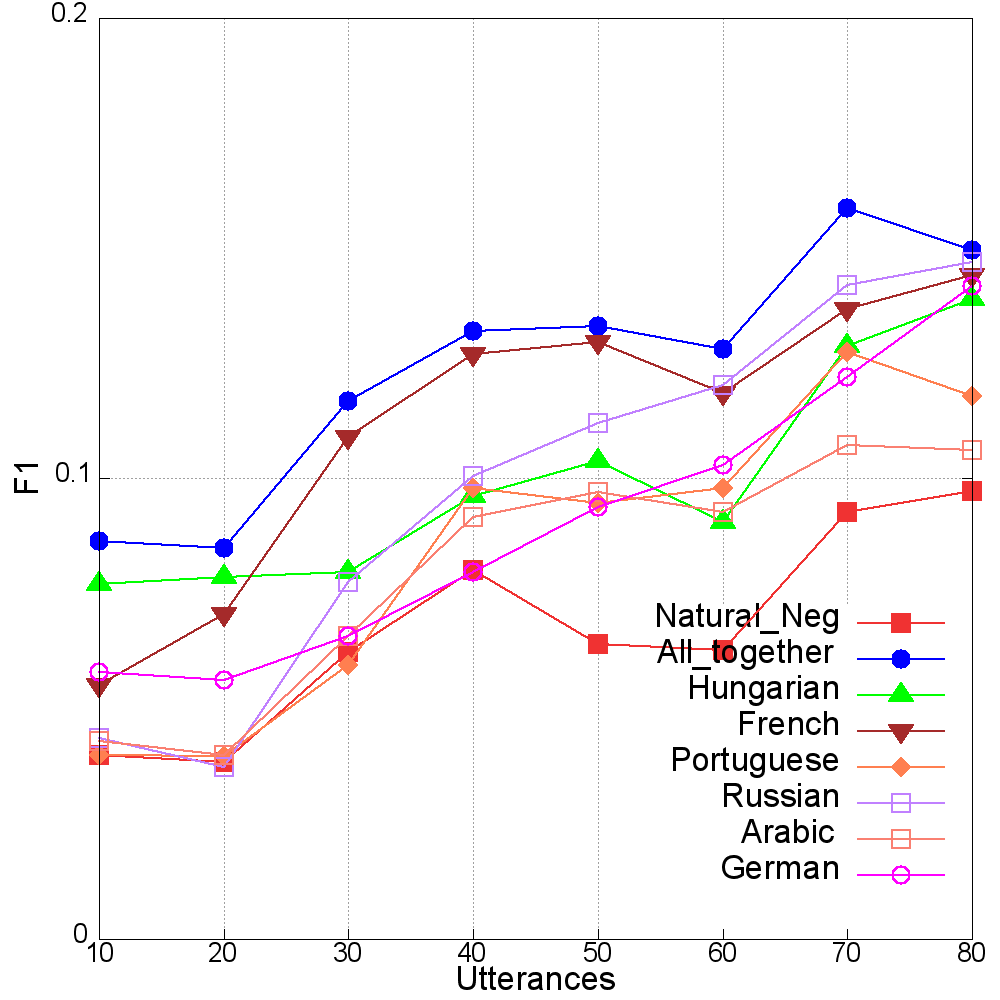 0.2
F1
0.1
Natural_Neg
All_together
Hungarian
French
Portuguese
Russian
Arabic
German
0
10 20 30 40 50 60 70 80
Utterances